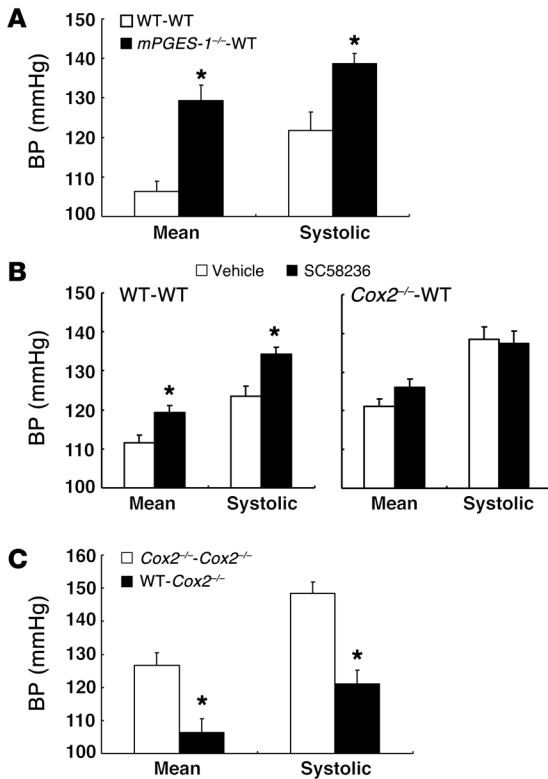 A
WT-WT
mPGES-1⁻/⁻-WT
BP (mmHg)
150
140
130
120
110
100
*
*
Mean
Systolic
B
Vehicle
SC58236
WT-WT
Cox2⁻/⁻-WT
BP (mmHg)
150
140
130
120
110
100
*
*
Mean
Systolic
Mean
Systolic
C
Cox2⁻/⁻-Cox2⁻/⁻
WT-Cox2⁻/⁻
BP (mmHg)
160
150
140
130
120
110
100
*
*
Mean
Systolic